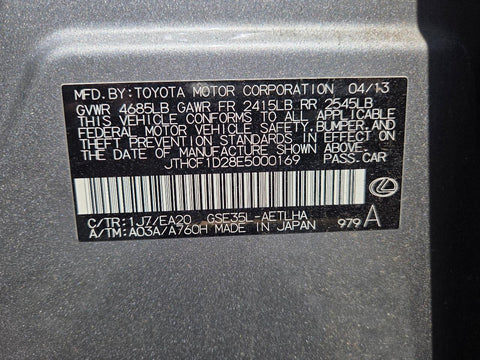 MFD. BY: TOYOTA MOTOR CORPORATION 04/13
GVWR 4685LB GAWR FR 2415LB RR 2545LB
THIS VEHICLE CONFORMS TO ALL APPLICABLE
FEDERAL MOTOR VEHICLE SAFETY, BUMPER, AND
THEFT PREVENTION STANDARDS IN EFFECT ON
THE DATE OF MANUFACTURE SHOWN ABOVE.
JTHCF1D28E5000169 PASS.CAR
C/TR: 1J7/EA20 GSE35L-AETLHA
A/TM: A03A/A760H MADE IN JAPAN 979 A